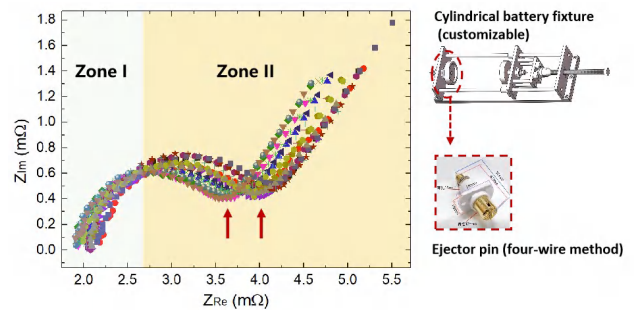 Zone I
Zone II
1.8
1.6
1.4
1.2
1.0
0.8
0.6
0.4
0.2
0.0
ZIm (mΩ)
2.0
2.5
3.0
3.5
4.0
4.5
5.0
5.5
ZRe (mΩ)
Cylindrical battery fixture
(customizable)
Ejector pin (four-wire method)